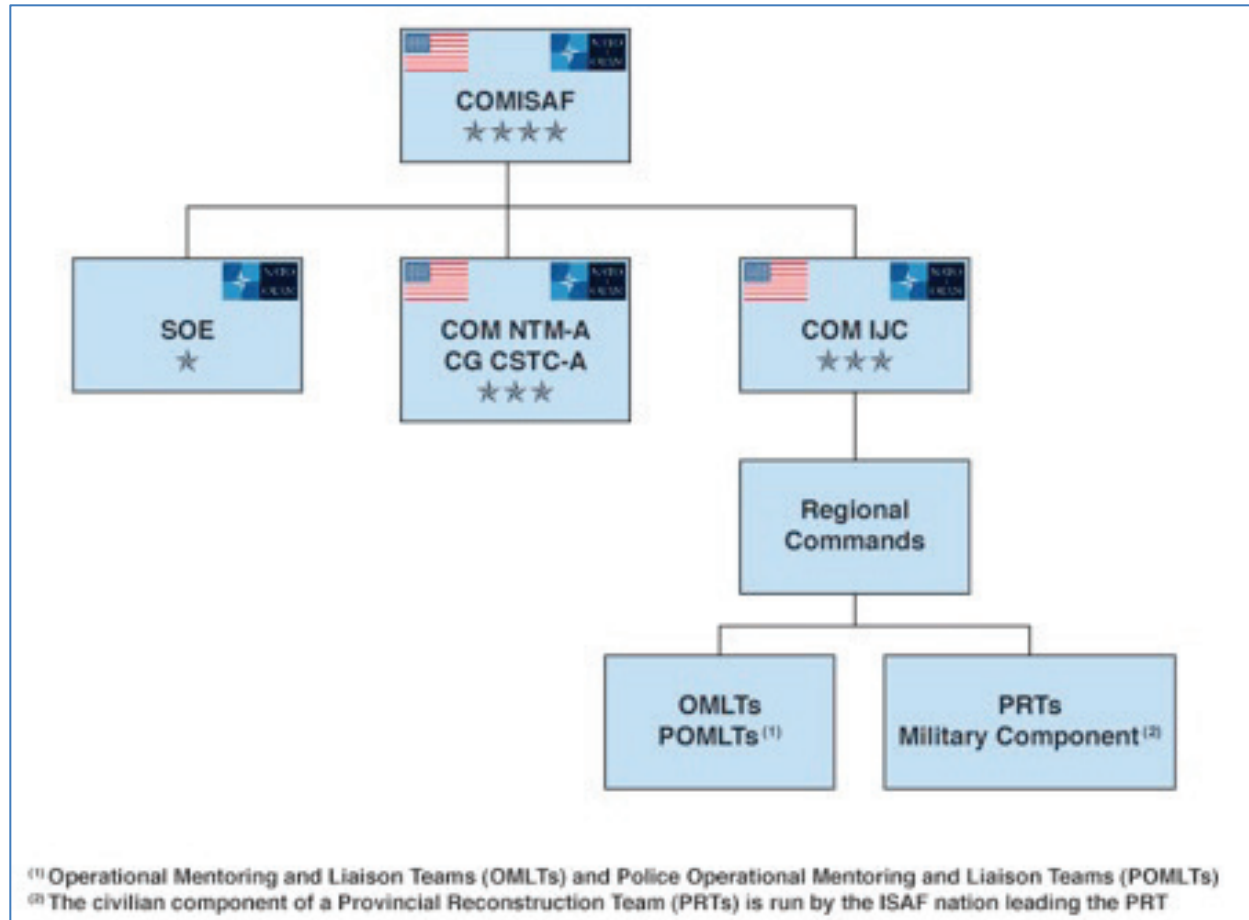 COMISAF
SOE
COM NTM-A
CG CSTC-A
COM IJC
Regional
Commands
OMLTs
POMLTs (1)
PRTs
Military Component (2)
(1) Operational Mentoring and Liaison Teams (OMLTs) and Police Operational Mentoring and Liaison Teams (POMLTs)
(2) The civilian component of a Provincial Reconstruction Team (PRTs) is run by the ISAF nation leading the PRT